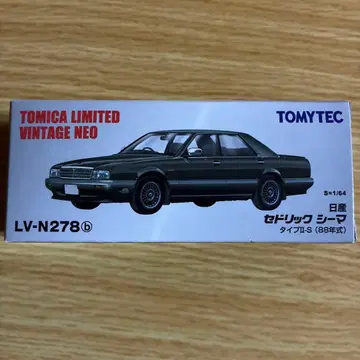 TOMICA LIMITED
VINTAGE NEO
TOMYTEC
S=1/64
LV-N278ⓑ
日産
セドリック シーマ
タイプⅡ-S (88年式)